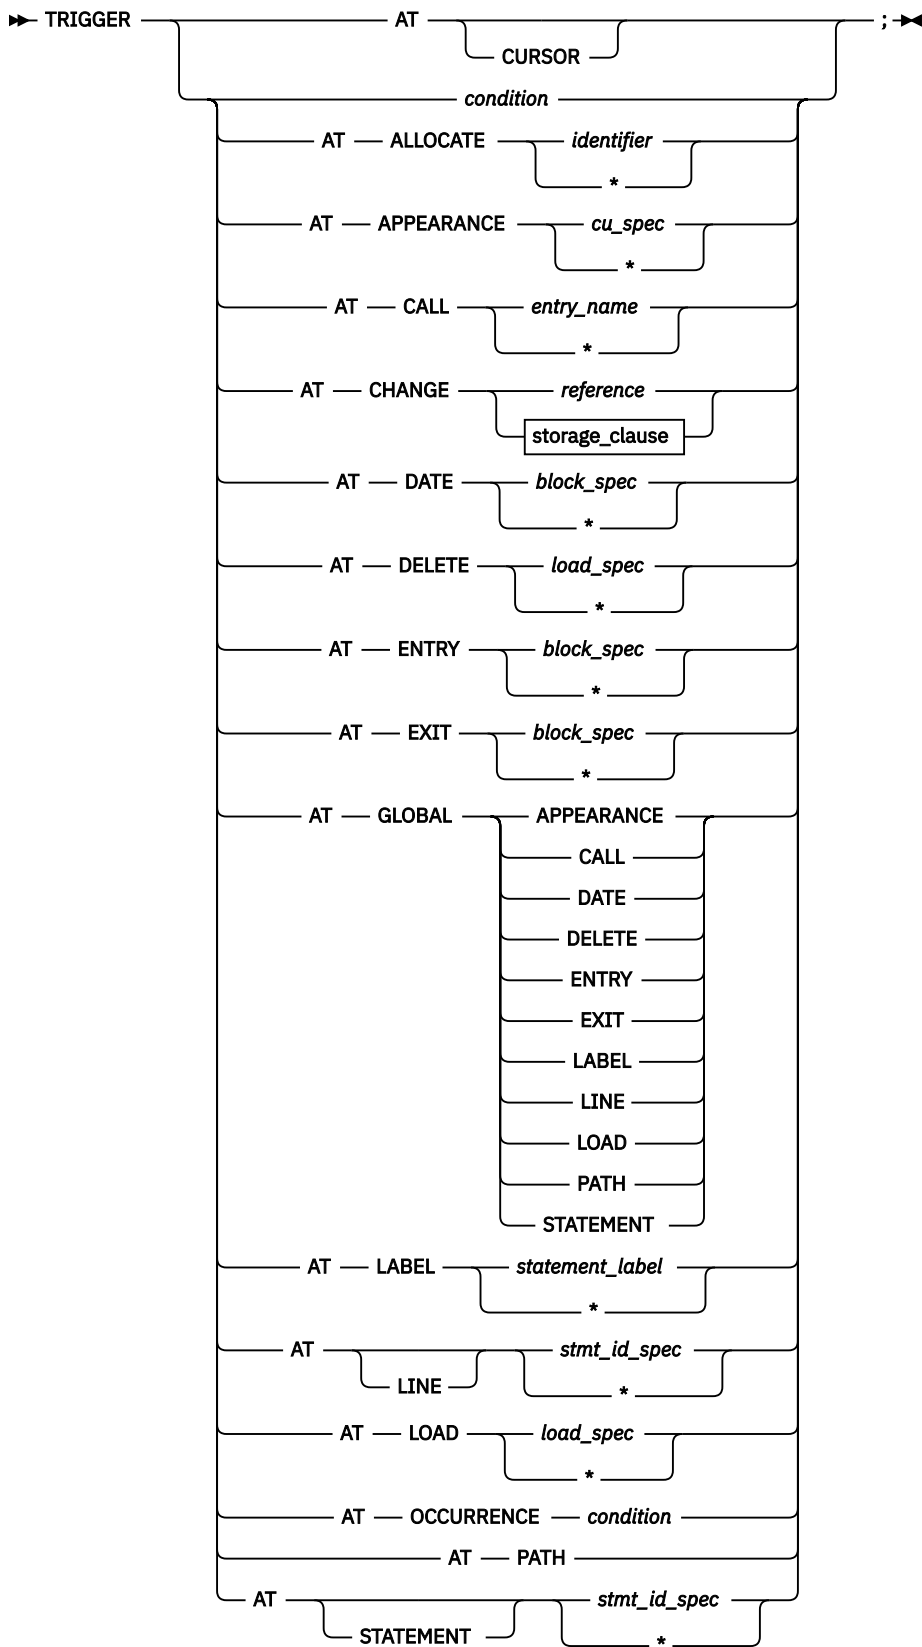 TRIGGER AT ;
CURSOR
condition
AT ALLOCATE identifier
*
AT APPEARANCE cu_spec
*
AT CALL entry_name
*
AT CHANGE reference
storage_clause
AT DATE block_spec
*
AT DELETE load_spec
*
AT ENTRY block_spec
*
AT EXIT block_spec
*
AT GLOBAL APPEARANCE
CALL
DATE
DELETE
ENTRY
EXIT
LABEL
LINE
LOAD
PATH
STATEMENT
AT LABEL statement_label
*
AT stmt_id_spec
LINE *
AT LOAD load_spec
*
AT OCCURRENCE condition
AT PATH
AT stmt_id_spec
STATEMENT *